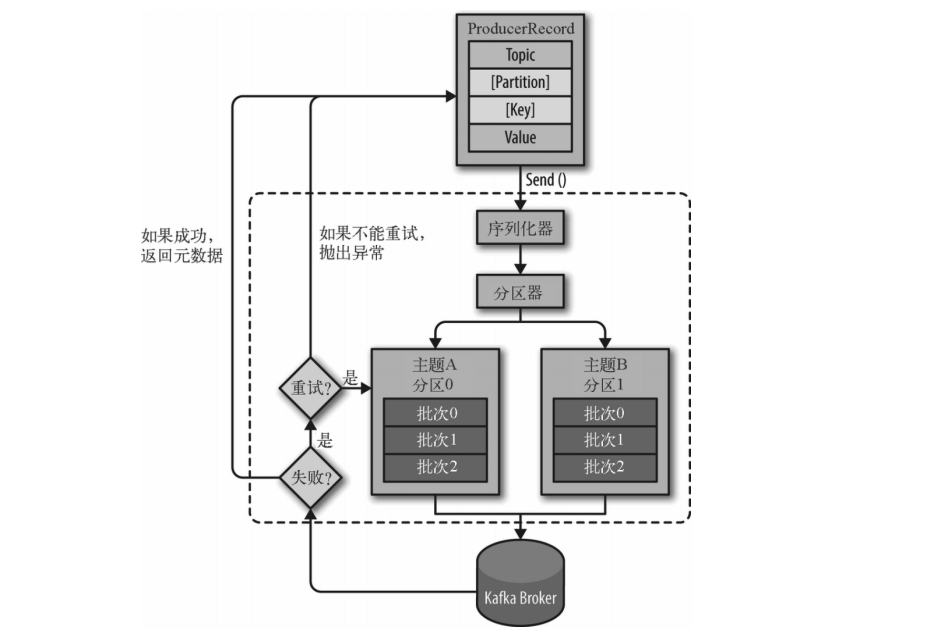 ProducerRecord
Topic
[Partition]
[Key]
Value
Send ()
如果成功，
返回元数据
如果不能重试，
抛出异常
序列化器
分区器
主题A
分区0
批次0
批次1
批次2
主题B
分区1
批次0
批次1
批次2
重试?
是
是
失败?
Kafka Broker